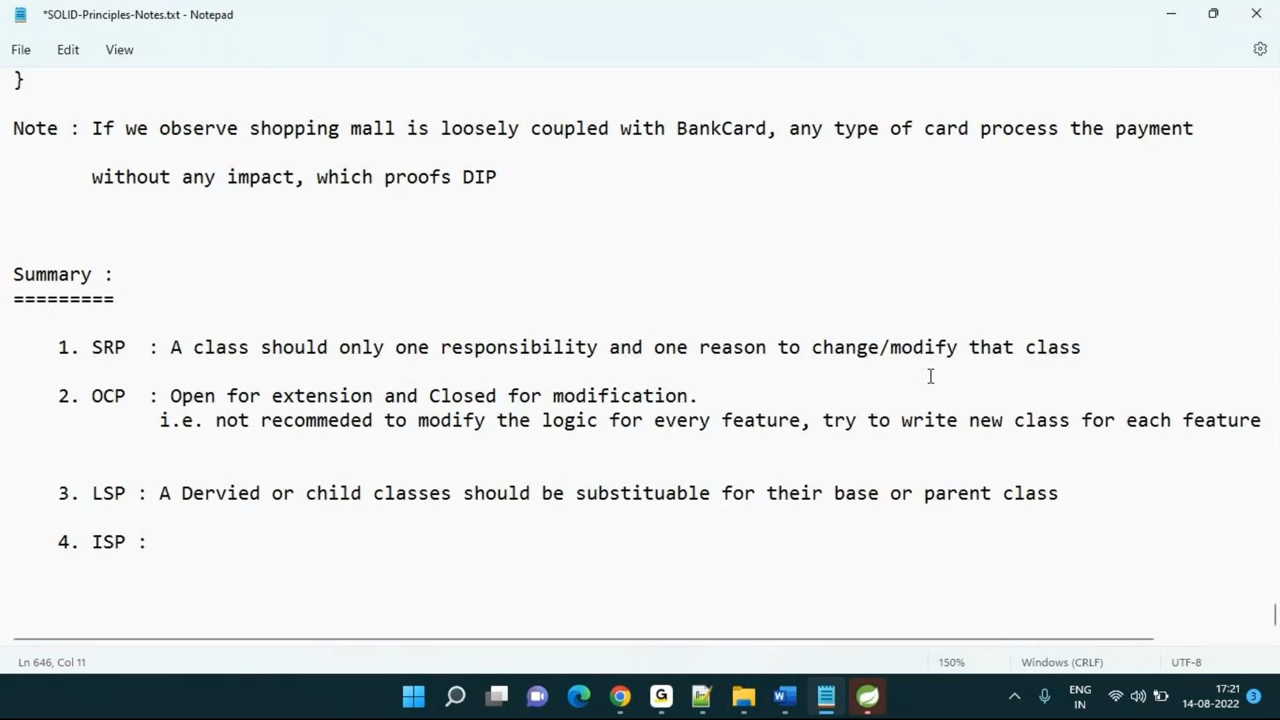 *SOLID-Principles-Notes.txt - Notepad
File Edit View
}
Note : If we observe shopping mall is loosely coupled with BankCard, any type of card process the payment
without any impact, which proofs DIP
Summary :
=========
1. SRP : A class should only one responsibility and one reason to change/modify that class
2. OCP : Open for extension and Closed for modification.
i.e. not recommeded to modify the logic for every feature, try to write new class for each feature
3. LSP : A Dervied or child classes should be substituable for their base or parent class
4. ISP :
Ln 646, Col 11 150% Windows (CRLF) UTF-8
ENG 17:21
IN 14-08-2022 3